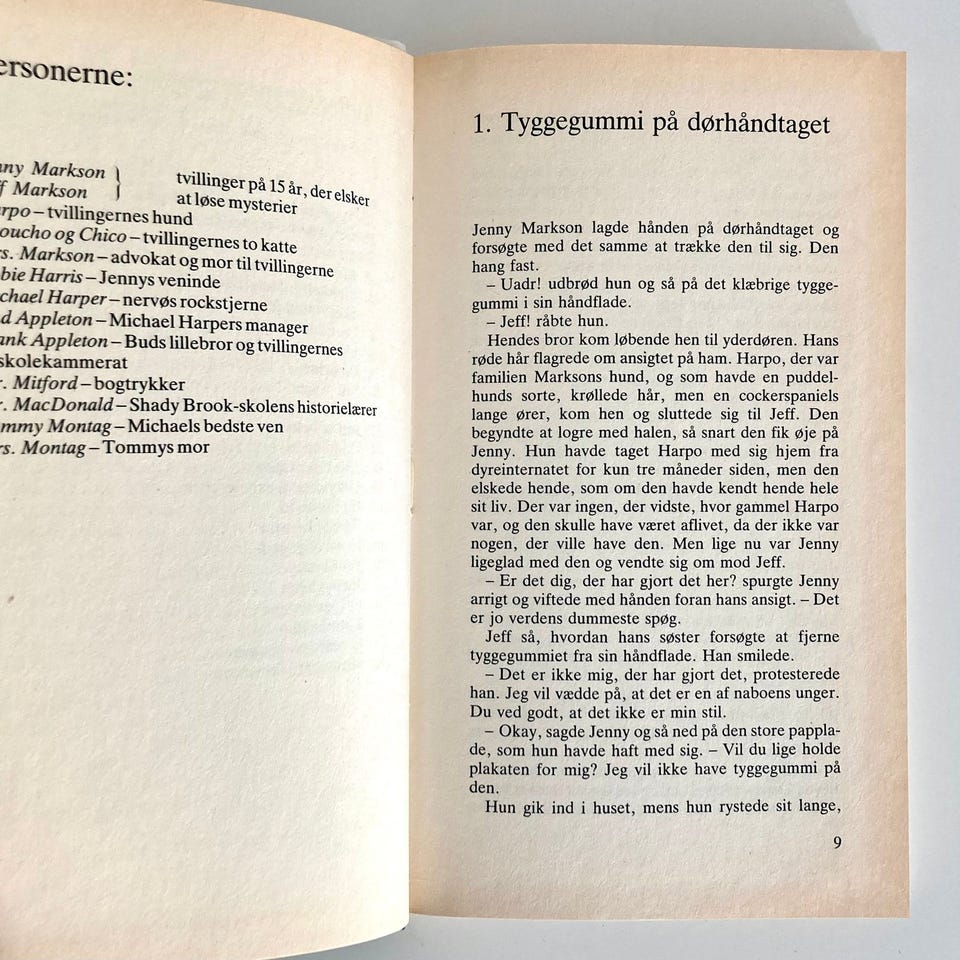 ersonerne:
nny Markson
f Markson
tvillinger på 15 år, der elsker
at løse mysterier
rpo – tvillingernes hund
oucho og Chico – tvillingernes to katte
s. Markson – advokat og mor til tvillingerne
bie Harris – Jennys veninde
chael Harper – nervøs rockstjerne
d Appleton – Michael Harpers manager
ank Appleton – Buds lillebror og tvillingernes
skolekammerat
r. Mitford – bogtrykker
r. MacDonald – Shady Brook-skolens historielærer
mmy Montag – Michaels bedste ven
rs. Montag – Tommys mor
1. Tyggegummi på dørhåndtaget
Jenny Markson lagde hånden på dørhåndtaget og
forsøgte med det samme at trække den til sig. Den
hang fast.
– Uadr! udbrød hun og så på det klæbrige tygge-
gummi i sin håndflade.
– Jeff! råbte hun.
Hendes bror kom løbende hen til yderdøren. Hans
røde hår flagrede om ansigtet på ham. Harpo, der var
familien Marksons hund, og som havde en puddel-
hunds sorte, krøllede hår, men en cockerspaniels
lange ører, kom hen og sluttede sig til Jeff. Den
begyndte at logre med halen, så snart den fik øje på
Jenny. Hun havde taget Harpo med sig hjem fra
dyreinternatet for kun tre måneder siden, men den
elskede hende, som om den havde kendt hende hele
sit liv. Der var ingen, der vidste, hvor gammel Harpo
var, og den skulle have været aflivet, da der ikke var
nogen, der ville have den. Men lige nu var Jenny
ligeglad med den og vendte sig om mod Jeff.
– Er det dig, der har gjort det her? spurgte Jenny
arrigt og viftede med hånden foran hans ansigt. – Det
er jo verdens dummeste spøg.
Jeff så, hvordan hans søster forsøgte at fjerne
tyggegummiet fra sin håndflade. Han smilede.
– Det er ikke mig, der har gjort det, protesterede
han. Jeg vil vædde på, at det er en af naboens unger.
Du ved godt, at det ikke er min stil.
– Okay, sagde Jenny og så ned på den store pappla-
de, som hun havde haft med sig. – Vil du lige holde
plakaten for mig? Jeg vil ikke have tyggegummi på
den.
Hun gik ind i huset, mens hun rystede sit lange,
9